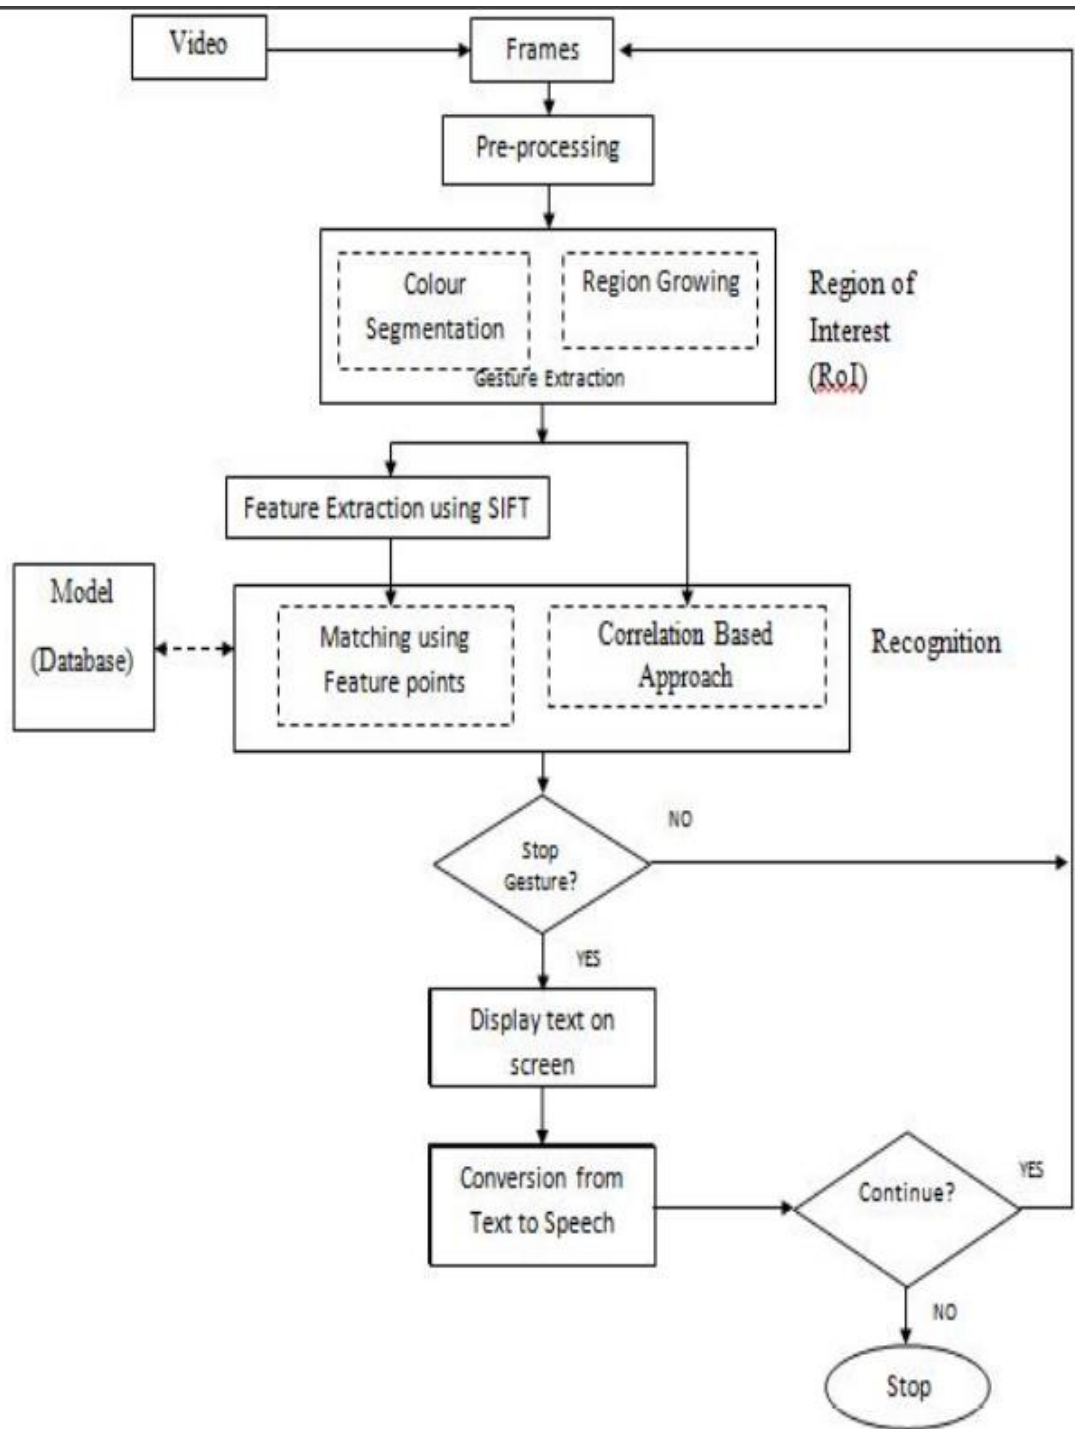 Video
Frames
Pre-processing
Colour
Segmentation
Region Growing
Gesture Extraction
Region of
Interest
(RoI)
Feature Extraction using SIFT
Model
(Database)
Matching using
Feature points
Correlation Based
Approach
Recognition
Stop
Gesture?
NO
YES
Display text on
screen
Conversion from
Text to Speech
Continue?
YES
NO
Stop